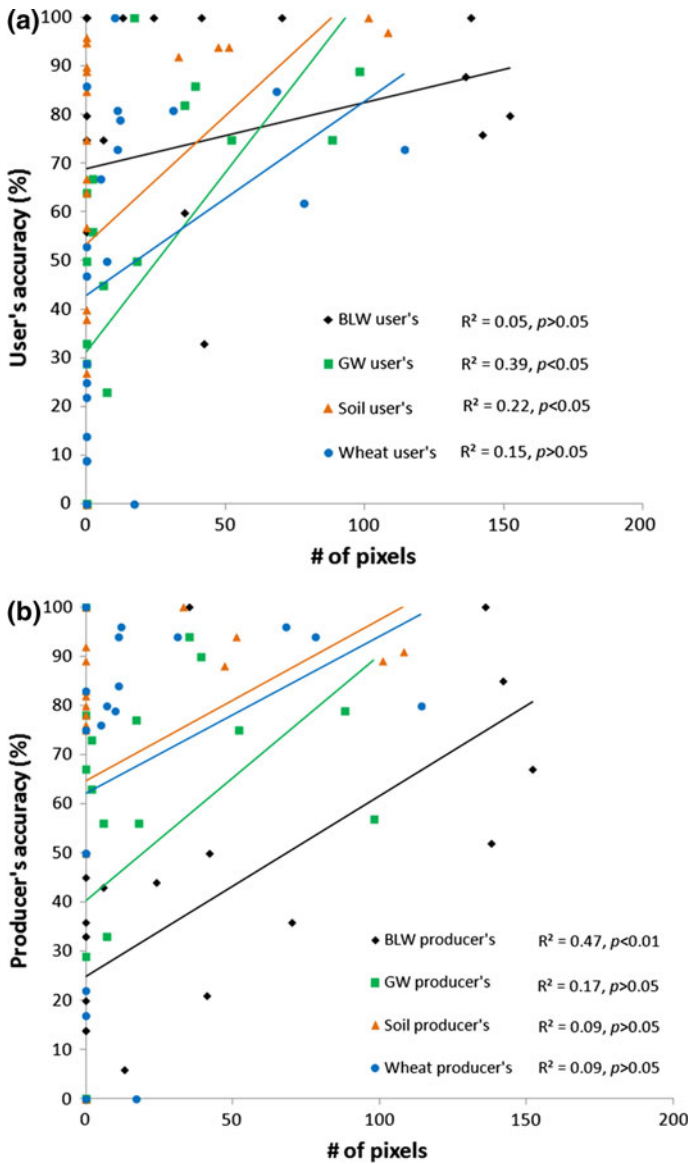 (a)
100
90
80
70
60
50
40
30
20
10
0
User's accuracy (%)
BLW user's R² = 0.05, p>0.05
GW user's R² = 0.39, p<0.05
Soil user's R² = 0.22, p<0.05
Wheat user's R² = 0.15, p>0.05
0 50 100 150 200
# of pixels
(b)
100
90
80
70
60
50
40
30
20
10
0
Producer's accuracy (%)
BLW producer's R² = 0.47, p<0.01
GW producer's R² = 0.17, p>0.05
Soil producer's R² = 0.09, p>0.05
Wheat producer's R² = 0.09, p>0.05
0 50 100 150 200
# of pixels